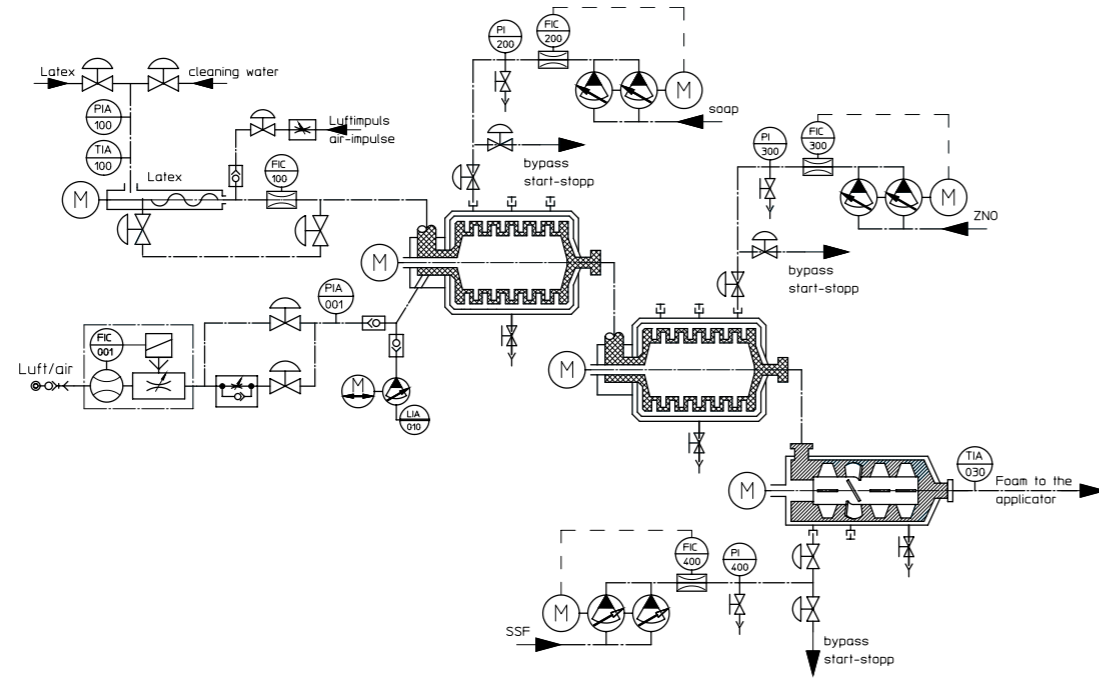 PI
200
FIC
200
M
soap
bypass
start-stopp
Latex
cleaning water
PIA
100
TIA
100
Luftimpuls
air-impulse
Latex
FIC
100
M
M
PI
300
FIC
300
M
ZNO
bypass
start-stopp
PIA
001
FIC
001
Luft/air
M
LIA
010
M
M
TIA
030
Foam to the
applicator
FIC
400
PI
400
M
SSF
bypass
start-stopp